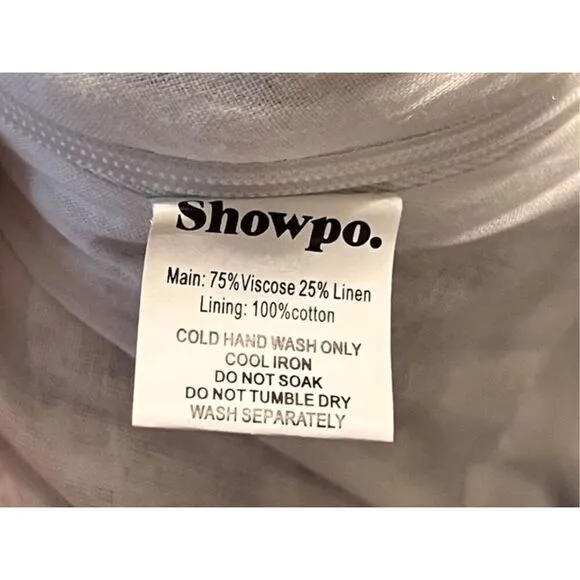 Showpo.
Main: 75%Viscose 25% Linen
Lining: 100%cotton
COLD HAND WASH ONLY
COOL IRON
DO NOT SOAK
DO NOT TUMBLE DRY
WASH SEPARATELY